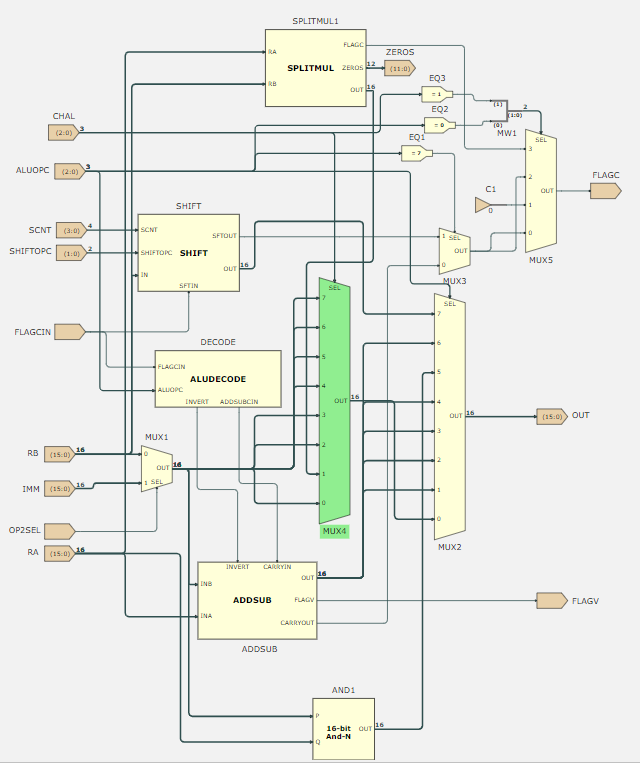 SPLITMUL1
RA
RB
SPLITMUL
FLAGC
ZEROS
OUT
12
16
ZEROS
(11:0)
EQ3
= 1
EQ2
= 0
EQ1
= 7
(1)
(0)
(1:0)
2
MW1
CHAL
(2:0)
3
ALUOPC
(2:0)
3
SCNT
(3:0)
4
SHIFTOPC
(1:0)
2
SHIFT
SCNT
SHIFTOPC
IN
SHIFT
SFTOUT
OUT
SFTIN
16
C1
0
SEL
3
2
1
0
OUT
MUX5
FLAGC
SEL
1
0
OUT
MUX3
FLAGCIN
DECODE
FLAGCIN
ALUOPC
ALUDECODE
INVERT
ADDSUBCIN
SEL
7
6
5
4
3
2
1
0
OUT
16
MUX4
SEL
7
6
5
4
3
2
1
0
OUT
16
MUX2
OUT
(15:0)
RB
(15:0)
16
IMM
(15:0)
16
OP2SEL
RA
(15:0)
16
MUX1
0
1
OUT
SEL
16
INVERT
CARRYIN
INB
INA
ADDSUB
OUT
FLAGV
CARRYOUT
16
ADDSUB
FLAGV
AND1
P
Q
16-bit
And-N
OUT
16